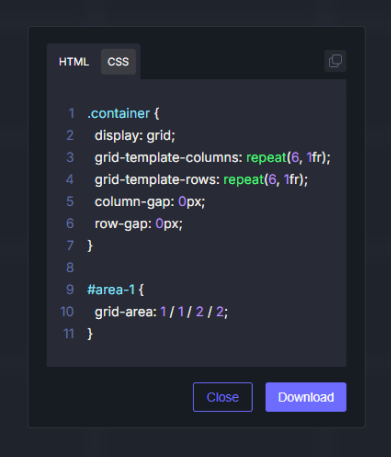 HTML CSS
1 .container {
2 display: grid;
3 grid-template-columns: repeat(6, 1fr);
4 grid-template-rows: repeat(6, 1fr);
5 column-gap: 0px;
6 row-gap: 0px;
7 }
8
9 #area-1 {
10 grid-area: 1 / 1 / 2 / 2;
11 }
Close Download